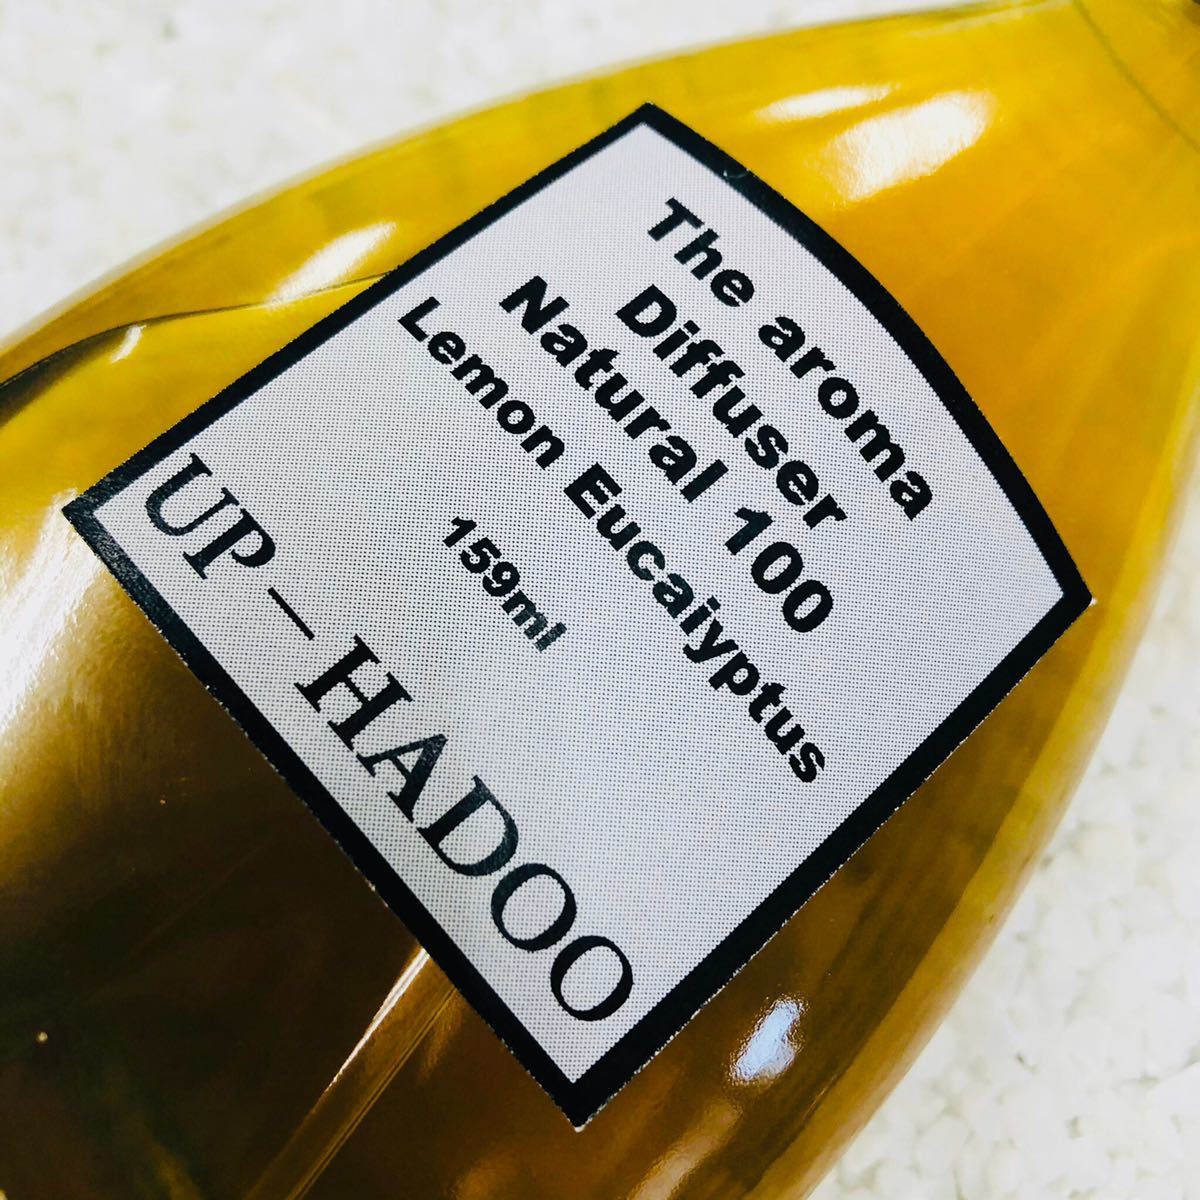 The aroma
Diffuser
Natural 100
Lemon Eucaiyptus
159ml
UP－HADOO